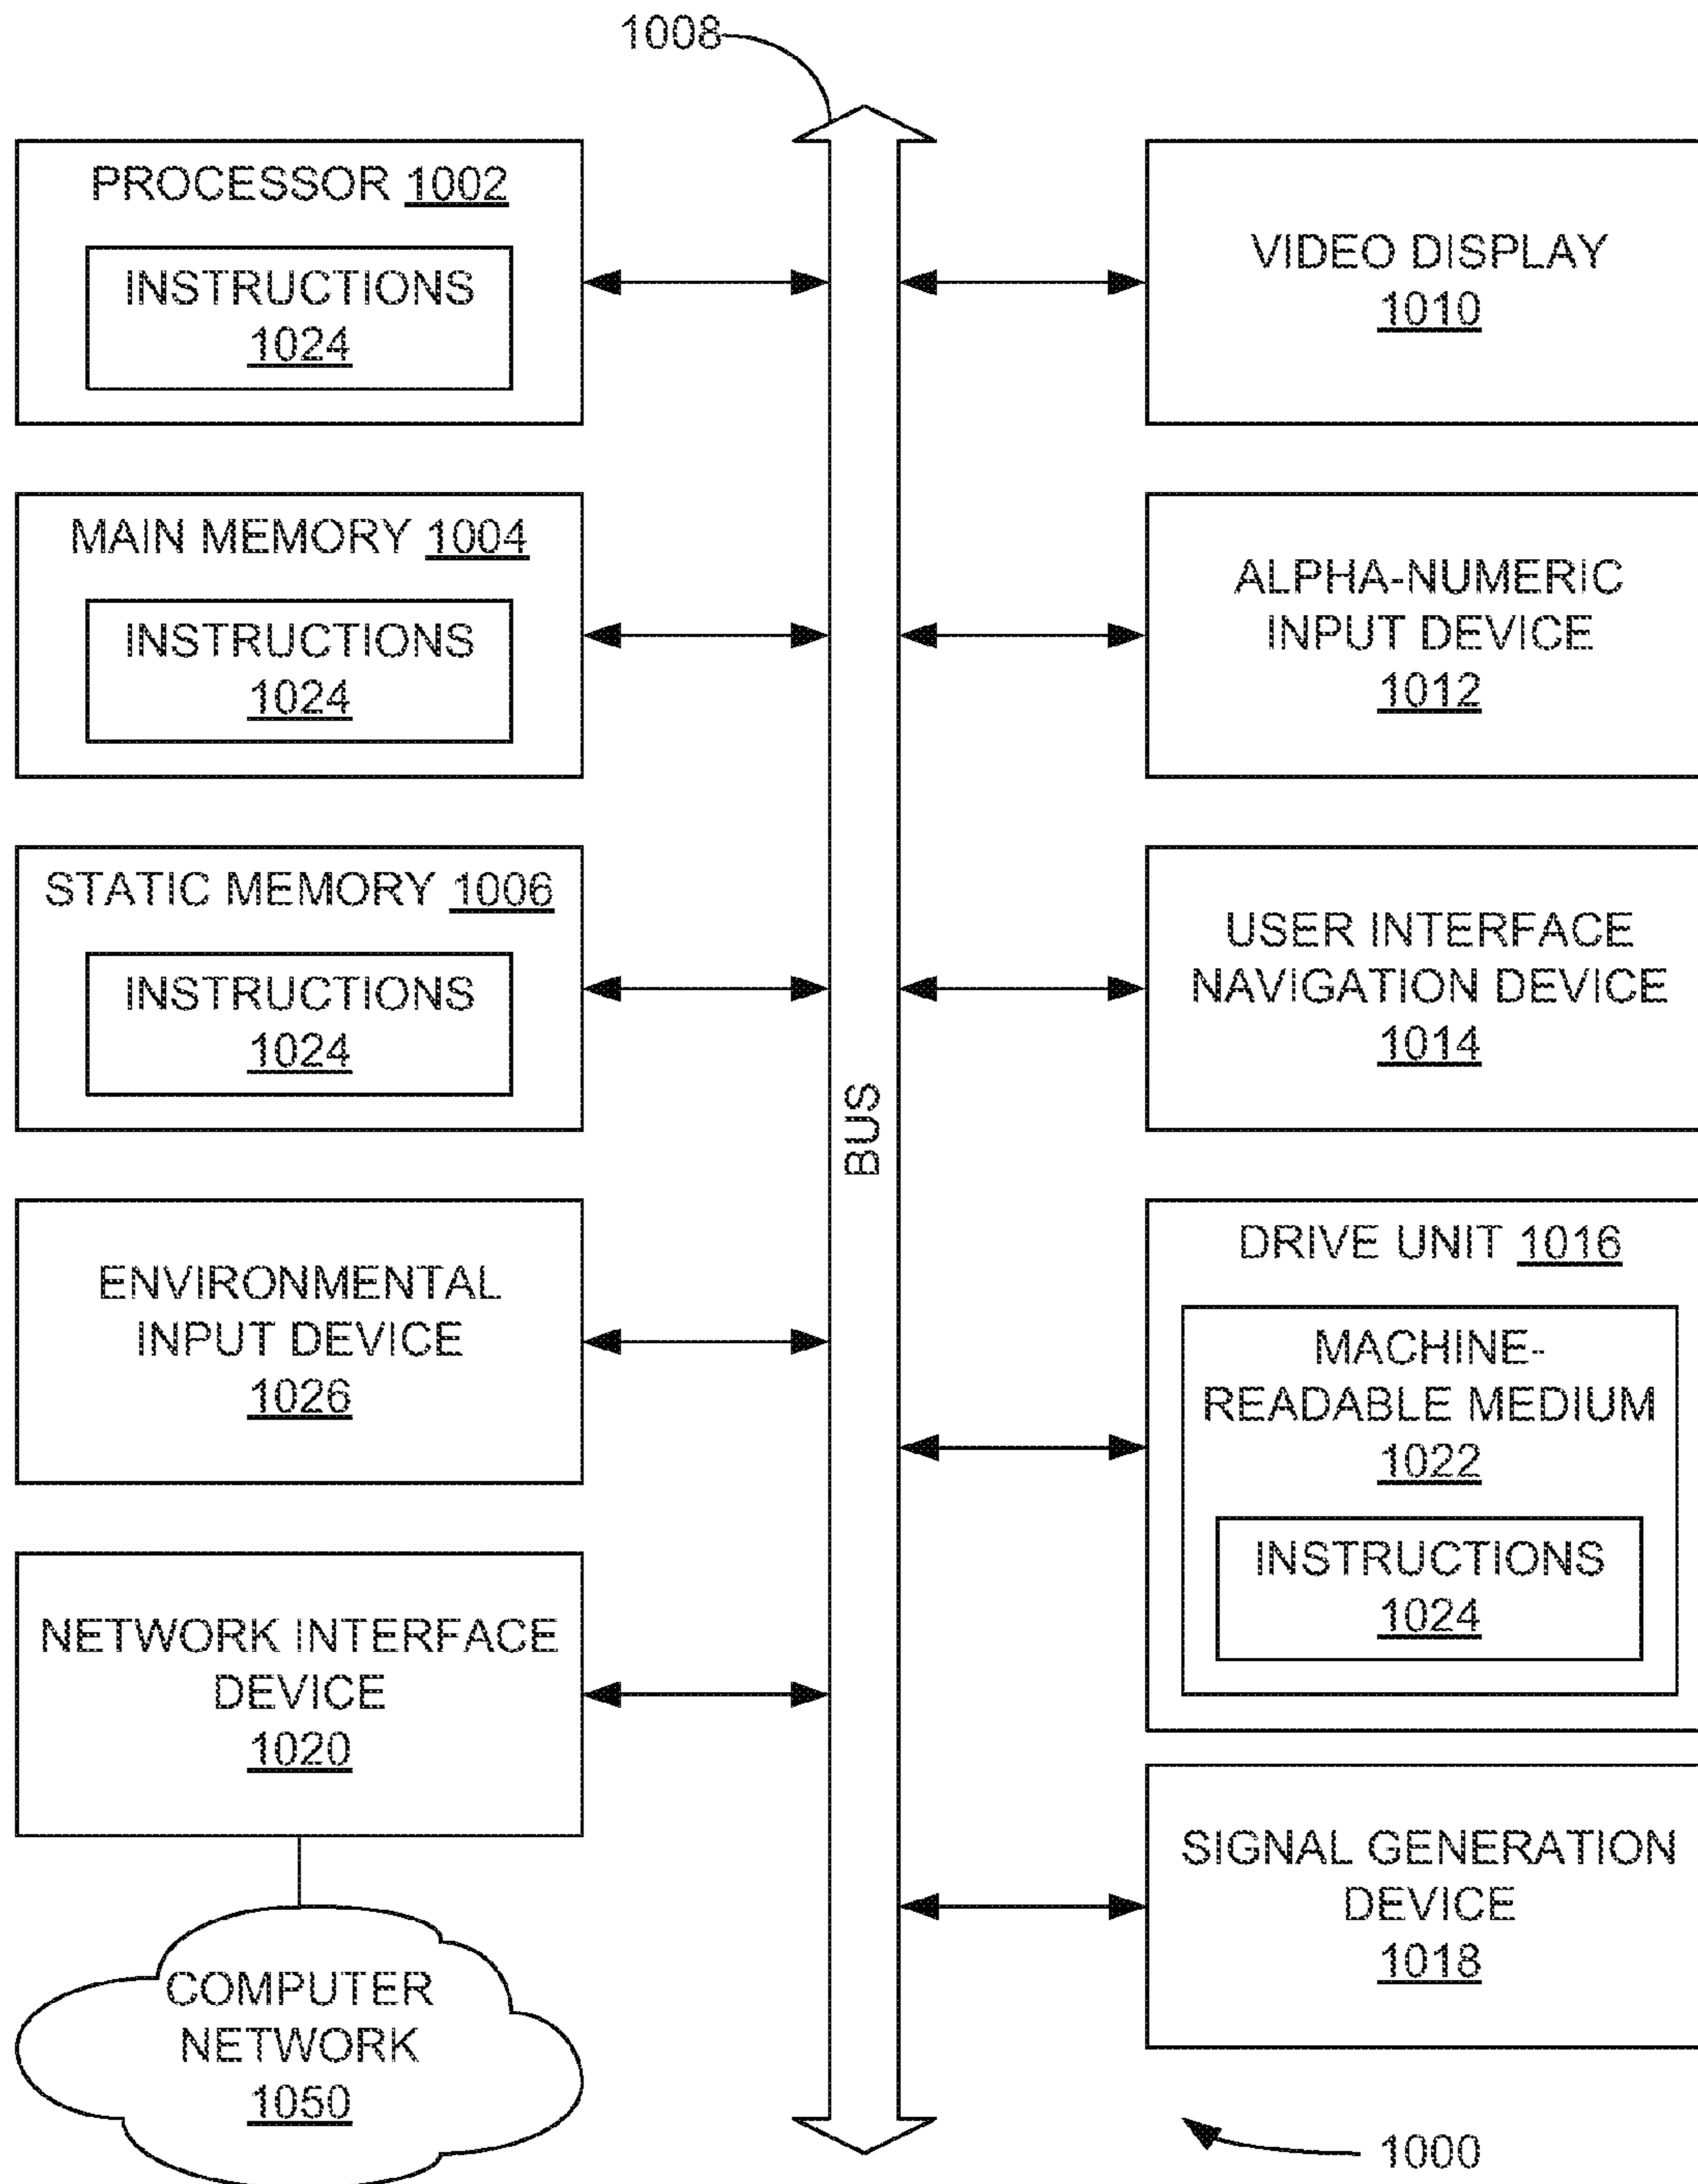 1008
PROCESSOR 1002
INSTRUCTIONS
1024
MAIN MEMORY 1004
INSTRUCTIONS
1024
STATIC MEMORY 1006
INSTRUCTIONS
1024
ENVIRONMENTAL
INPUT DEVICE
1026
NETWORK INTERFACE
DEVICE
1020
COMPUTER
NETWORK
1050
BUS
VIDEO DISPLAY
1010
ALPHA-NUMERIC
INPUT DEVICE
1012
USER INTERFACE
NAVIGATION DEVICE
1014
DRIVE UNIT 1016
MACHINE-
READABLE MEDIUM
1022
INSTRUCTIONS
1024
SIGNAL GENERATION
DEVICE
1018
1000